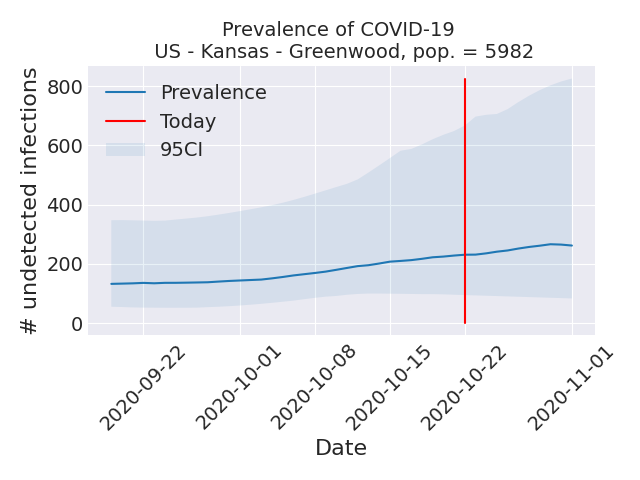 Prevalence of COVID-19
US - Kansas - Greenwood, pop. = 5982
# undetected infections
800
600
400
200
0
Prevalence
Today
95CI
2020-09-22
2020-10-01
2020-10-08
2020-10-15
2020-10-22
2020-11-01
Date